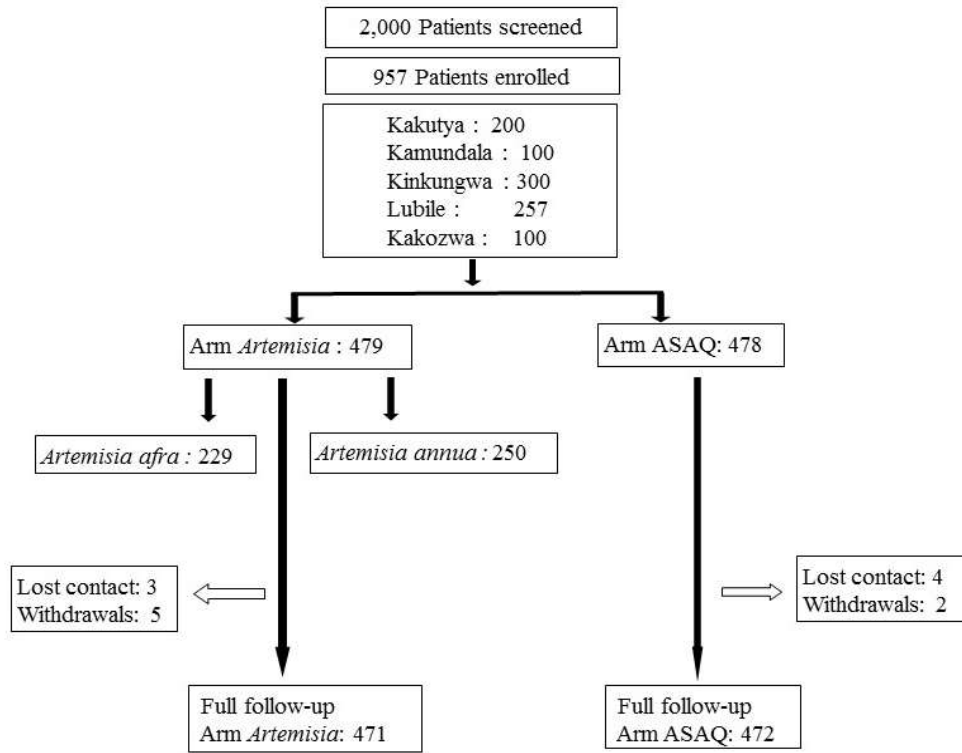 2,000 Patients screened
957 Patients enrolled
Kakutya : 200
Kamundala : 100
Kinkungwa : 300
Lubile : 257
Kakozwa : 100
Arm Artemisia : 479
Arm ASAQ: 478
Artemisia afra : 229
Artemisia annua : 250
Lost contact: 3
Withdrawals: 5
Lost contact: 4
Withdrawals: 2
Full follow-up
Arm Artemisia: 471
Full follow-up
Arm ASAQ: 472